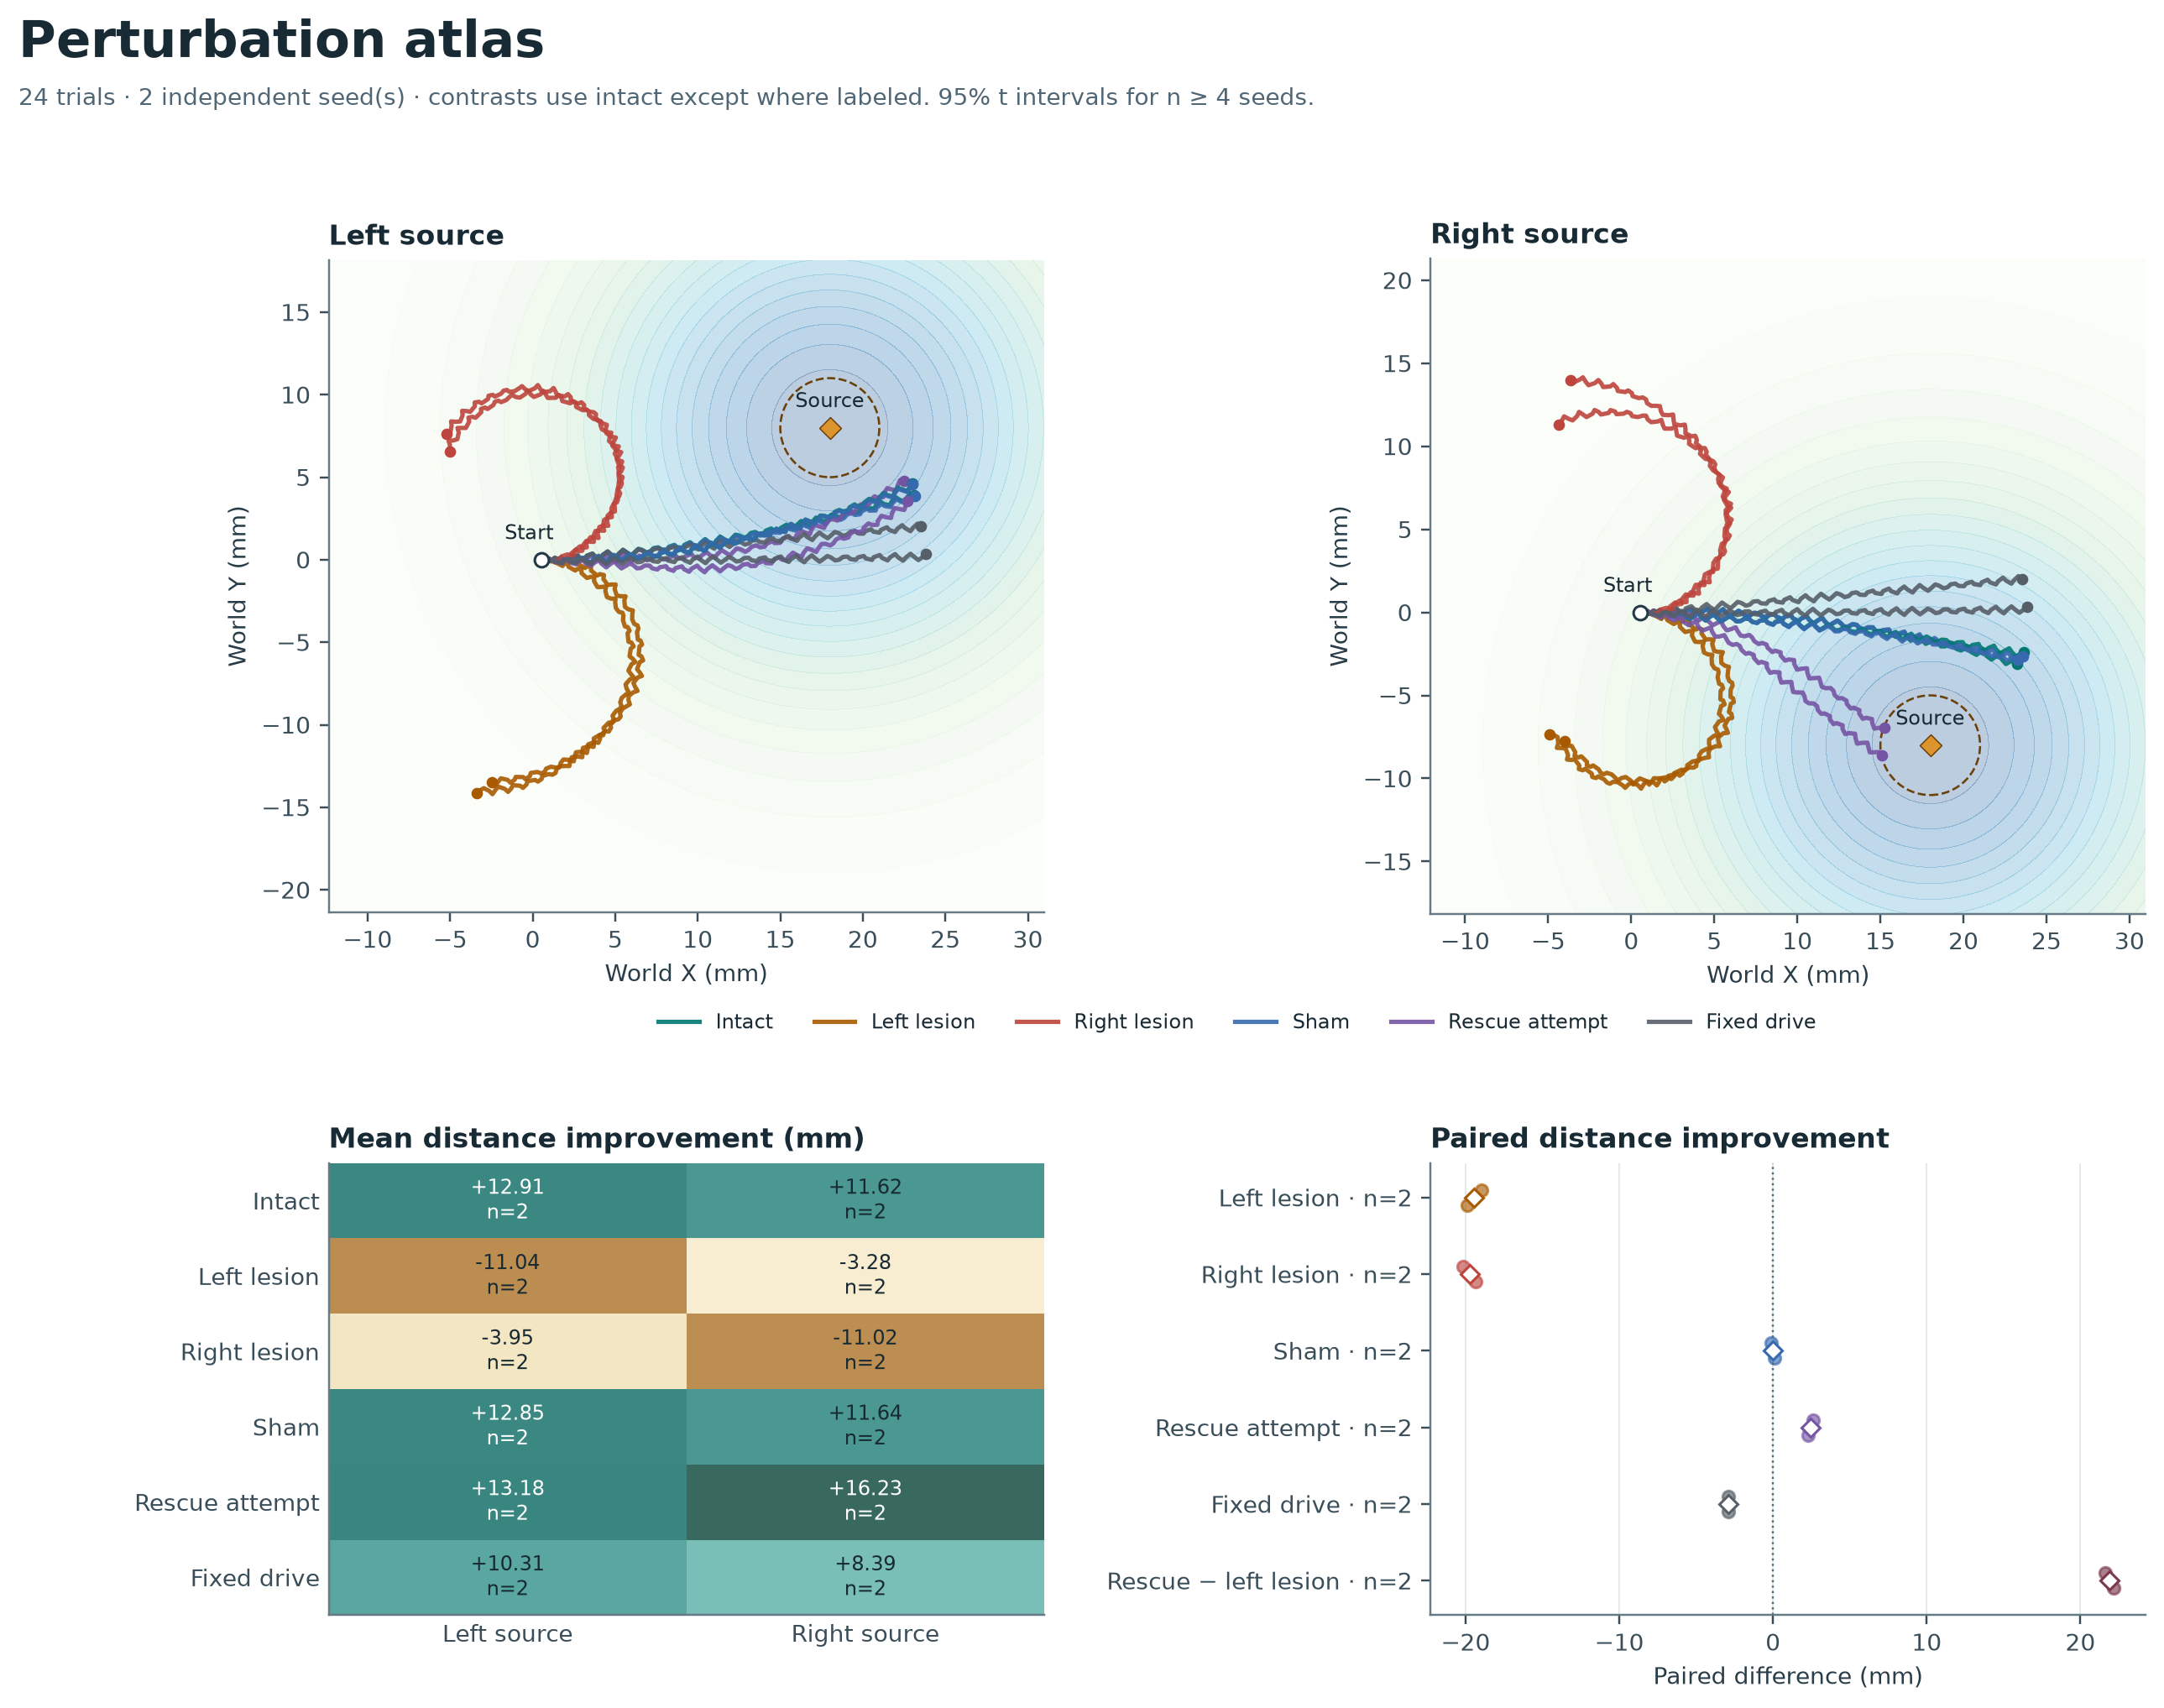 Perturbation atlas
24 trials · 2 independent seed(s) · contrasts use intact except where labeled. 95% t intervals for n ≥ 4 seeds.
Left source
World Y (mm)
15
10
5
0
−5
−10
−15
−20
Source
Start
−10 −5 0 5 10 15 20 25 30
World X (mm)
Right source
World Y (mm)
20
15
10
5
0
−5
−10
−15
Start
Source
−10 −5 0 5 10 15 20 25 30
World X (mm)
Intact Left lesion Right lesion Sham Rescue attempt Fixed drive
Mean distance improvement (mm)
Intact
+12.91
n=2
+11.62
n=2
Left lesion
-11.04
n=2
-3.28
n=2
Right lesion
-3.95
n=2
-11.02
n=2
Sham
+12.85
n=2
+11.64
n=2
Rescue attempt
+13.18
n=2
+16.23
n=2
Fixed drive
+10.31
n=2
+8.39
n=2
Left source Right source
Paired distance improvement
Left lesion · n=2
Right lesion · n=2
Sham · n=2
Rescue attempt · n=2
Fixed drive · n=2
Rescue − left lesion · n=2
−20 −10 0 10 20
Paired difference (mm)